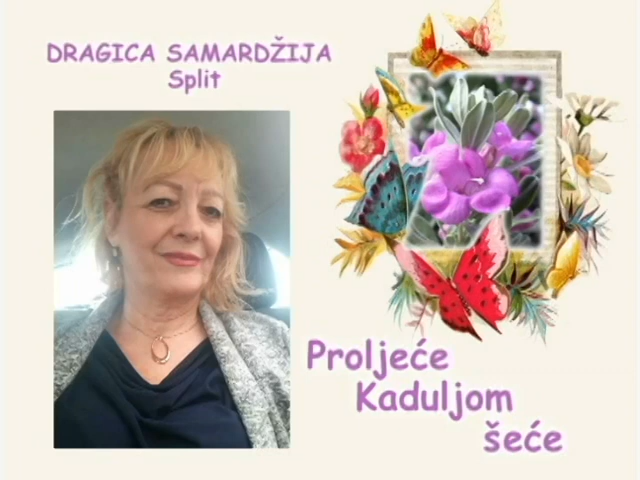 DRAGICA SAMARDŽIJA
Split
Proljeće
Kaduljom
šeće